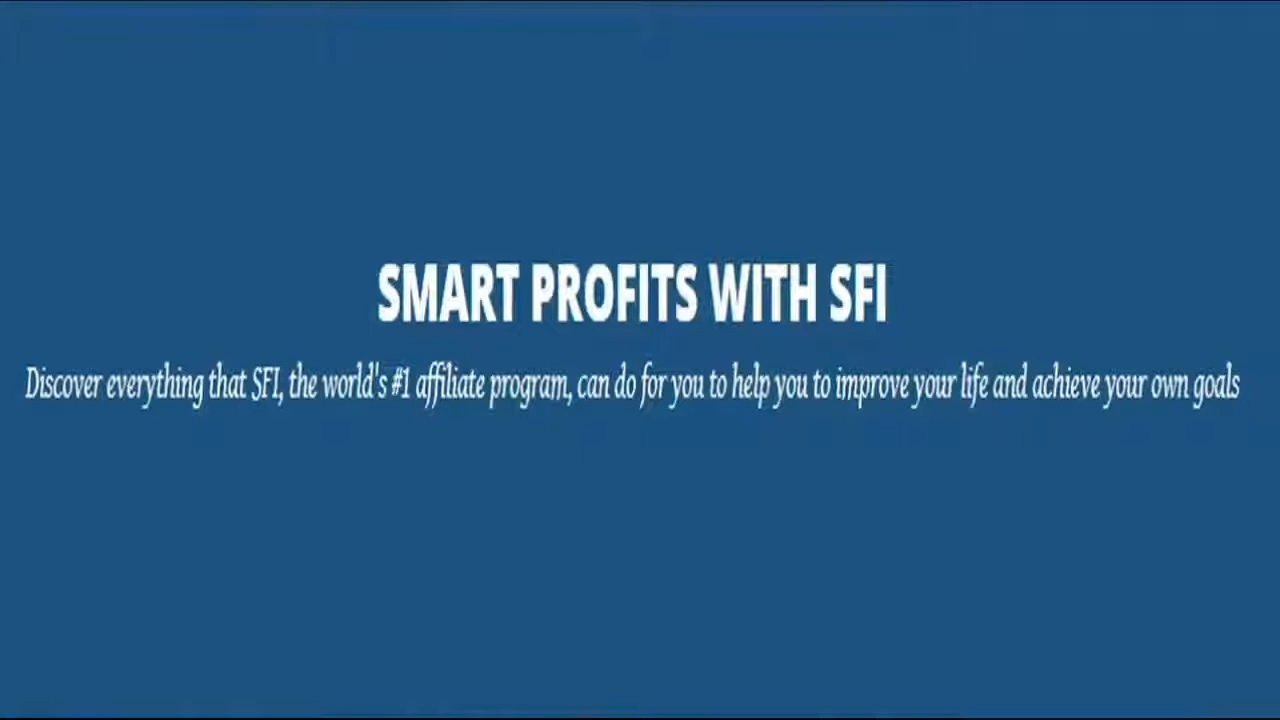 SMART PROFITS WITH SFI
Discover everything that SFI, the world's #1 affiliate program, can do for you to help you to improve your life and achieve your own goals